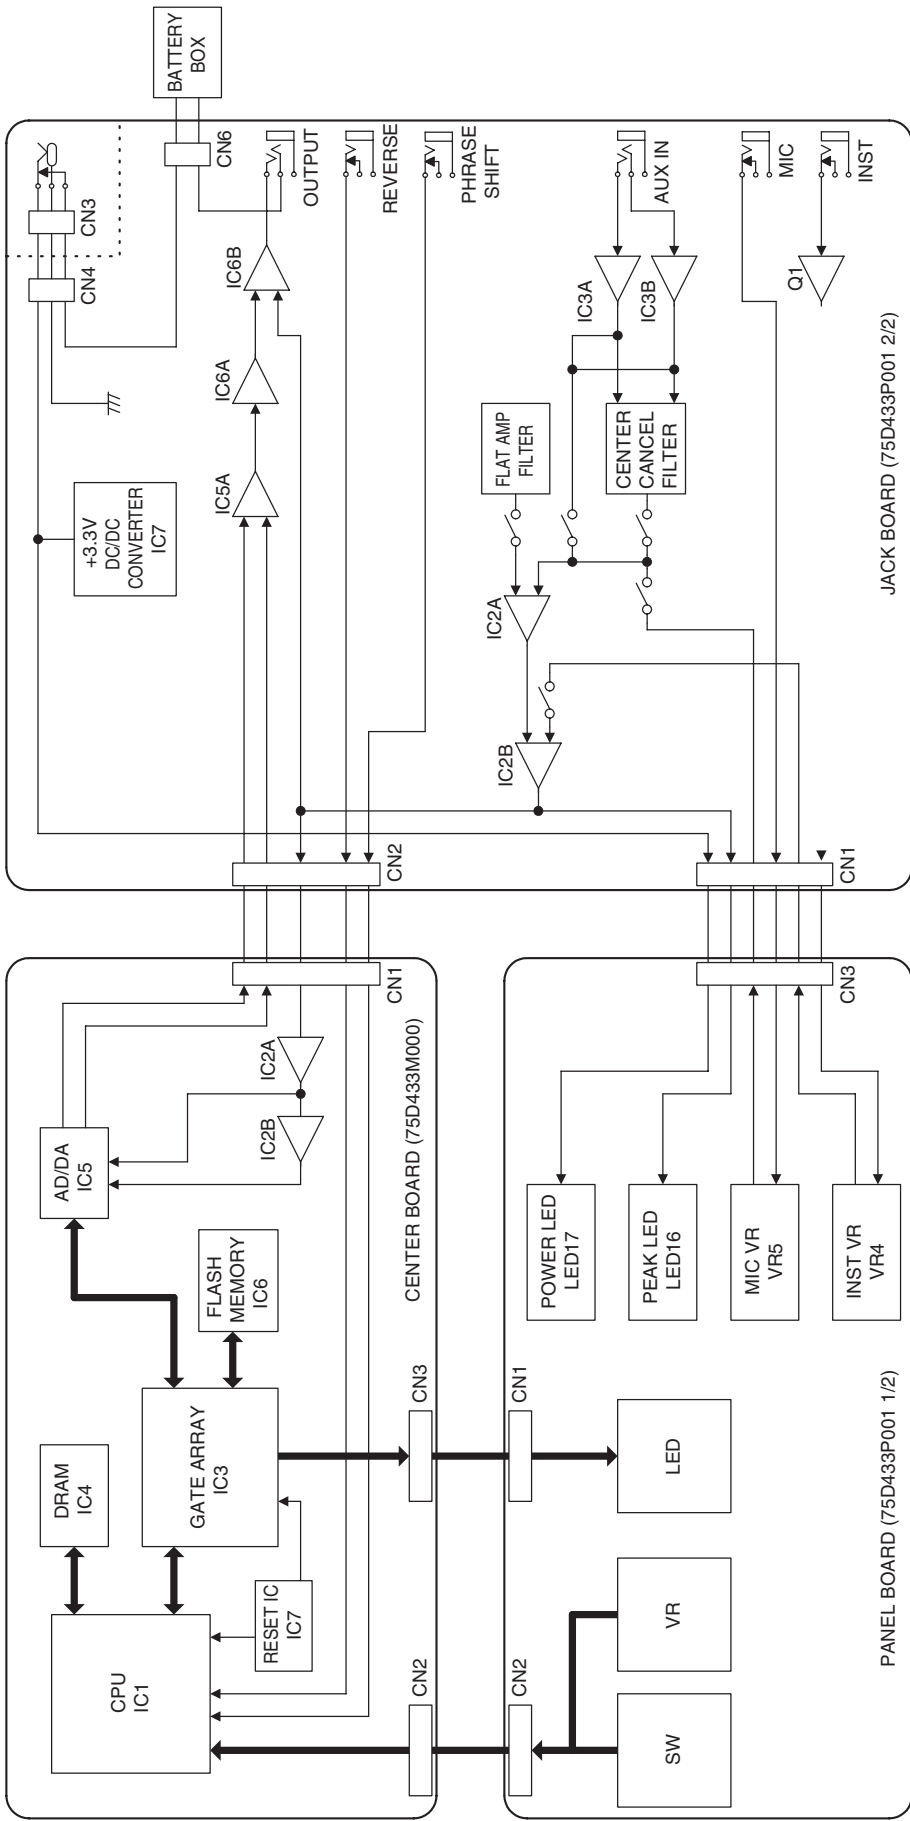 BATTERY
BOX
CN3
CN4
CN6
OUTPUT
REVERSE
PHRASE
SHIFT
AUX IN
MIC
INST
+3.3V
DC/DC
CONVERTER
IC7
IC5A
IC6A
IC6B
FLAT AMP
FILTER
IC3A
IC3B
CENTER
CANCEL
FILTER
Q1
IC2A
IC2B
CN2
CN1
JACK BOARD (75D433P001 2/2)
CPU
IC1
DRAM
IC4
GATE ARRAY
IC3
RESET IC
IC7
FLASH
MEMORY
IC6
AD/DA
IC5
IC2A
IC2B
CN1
CN2
CN3
CENTER BOARD (75D433M000)
CN2
CN1
SW
VR
LED
POWER LED
LED17
PEAK LED
LED16
MIC VR
VR5
INST VR
VR4
CN3
PANEL BOARD (75D433P001 1/2)